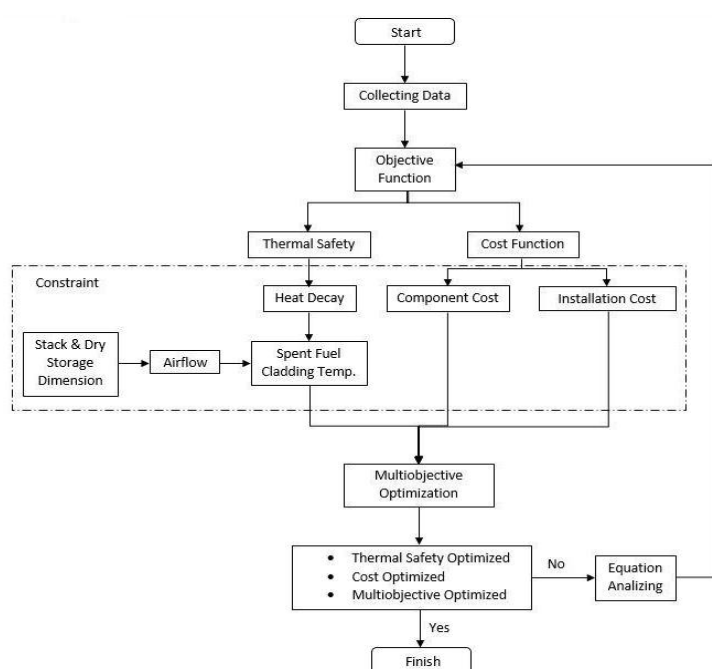 Start
Collecting Data
Objective
Function
Thermal Safety
Cost Function
Constraint
Heat Decay
Component Cost
Installation Cost
Stack & Dry
Storage
Dimension
Airflow
Spent Fuel
Cladding Temp.
Multiobjective
Optimization
• Thermal Safety Optimized
• Cost Optimized
• Multiobjective Optimized
No
Equation
Analizing
Yes
Finish